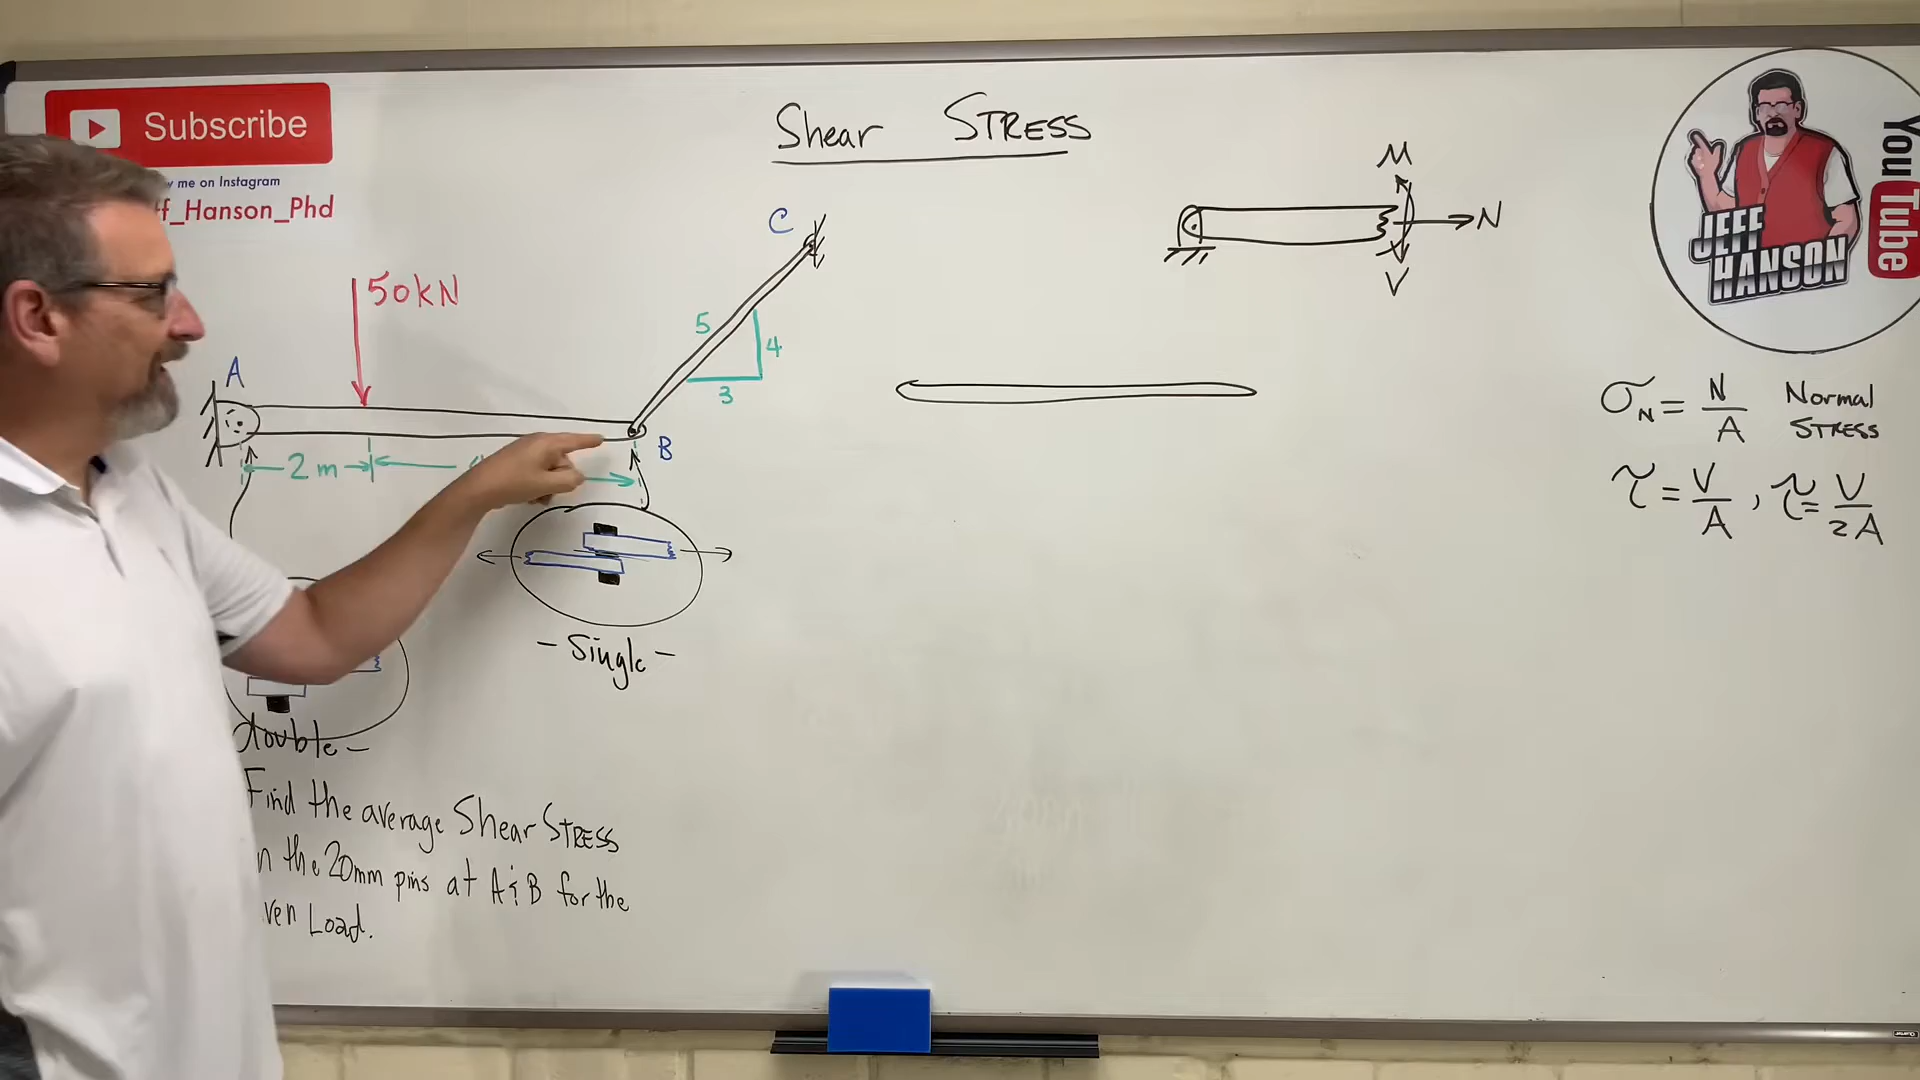 Subscribe
me on Instagram
f_Hanson_Phd
Shear STRESS
M
N
V
C
50kN
5
4
3
A
B
2 m
- Single -
double -
Find the average Shear STRESS
n the 20mm pins at A & B for the
ven Load.
σN = N/A Normal STRESS
τ = V/A , τ = V/2A
JEFF
HANSON
YouTube